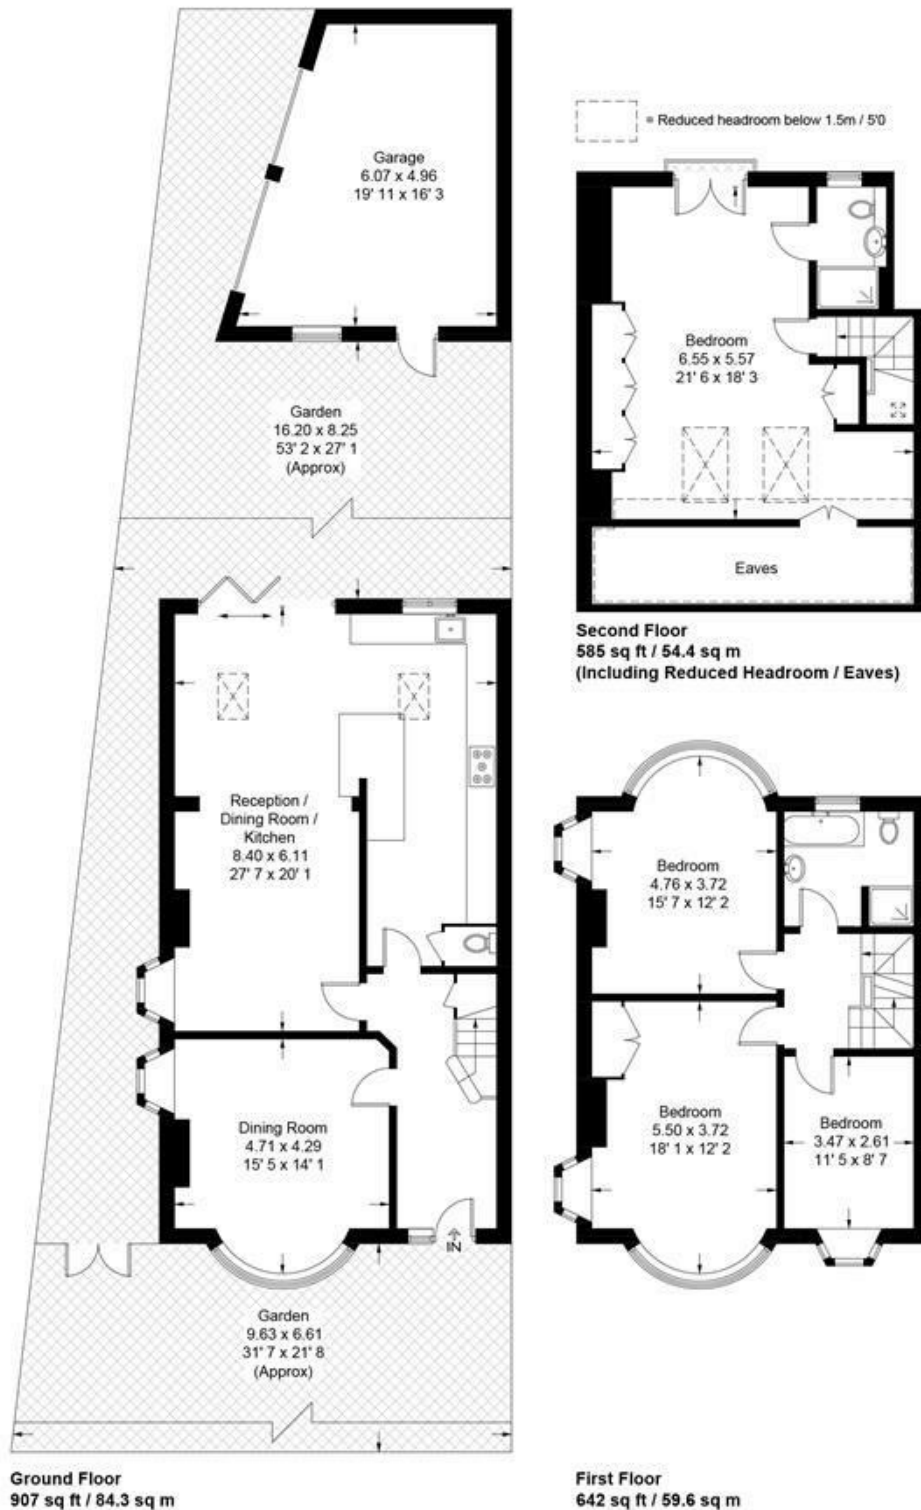 Garage
6.07 x 4.96
19' 11 x 16' 3
= Reduced headroom below 1.5m / 5'0
Garden
16.20 x 8.25
53' 2 x 27' 1
(Approx)
Bedroom
6.55 x 5.57
21' 6 x 18' 3
Eaves
Second Floor
585 sq ft / 54.4 sq m
(Including Reduced Headroom / Eaves)
Reception /
Dining Room /
Kitchen
8.40 x 6.11
27' 7 x 20' 1
Dining Room
4.71 x 4.29
15' 5 x 14' 1
IN
Garden
9.63 x 6.61
31' 7 x 21' 8
(Approx)
Ground Floor
907 sq ft / 84.3 sq m
Bedroom
4.76 x 3.72
15' 7 x 12' 2
Bedroom
5.50 x 3.72
18' 1 x 12' 2
Bedroom
3.47 x 2.61
11' 5 x 8' 7
First Floor
642 sq ft / 59.6 sq m